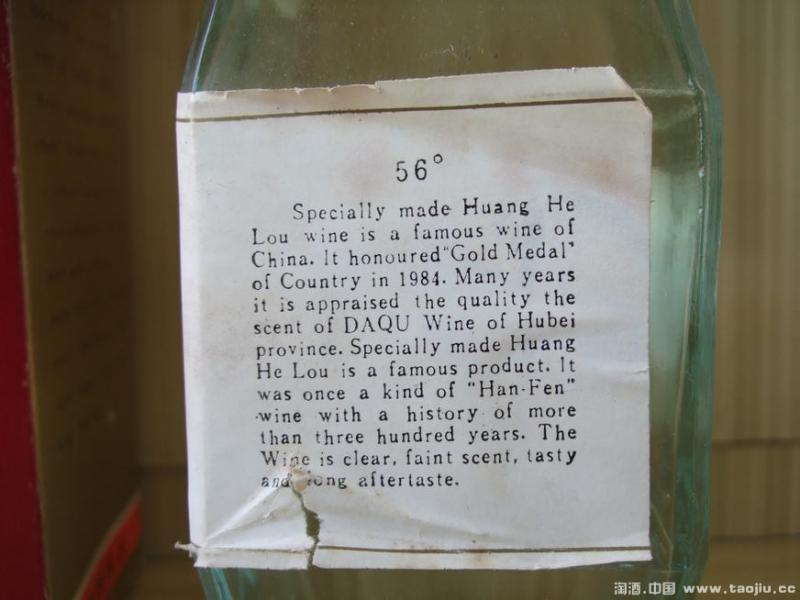 56°
Specially made Huang He
Lou wine is a famous wine of
China. It honoured "Gold Medal"
of Country in 1984. Many years
it is appraised the quality the
scent of DAQU Wine of Hubei
province. Specially made Huang
He Lou is a famous product. It
was once a kind of "Han-Fen"
wine with a history of more
than three hundred years. The
Wine is clear, faint scent, tasty
and long aftertaste.
淘酒.中国 www.taojiu.cc